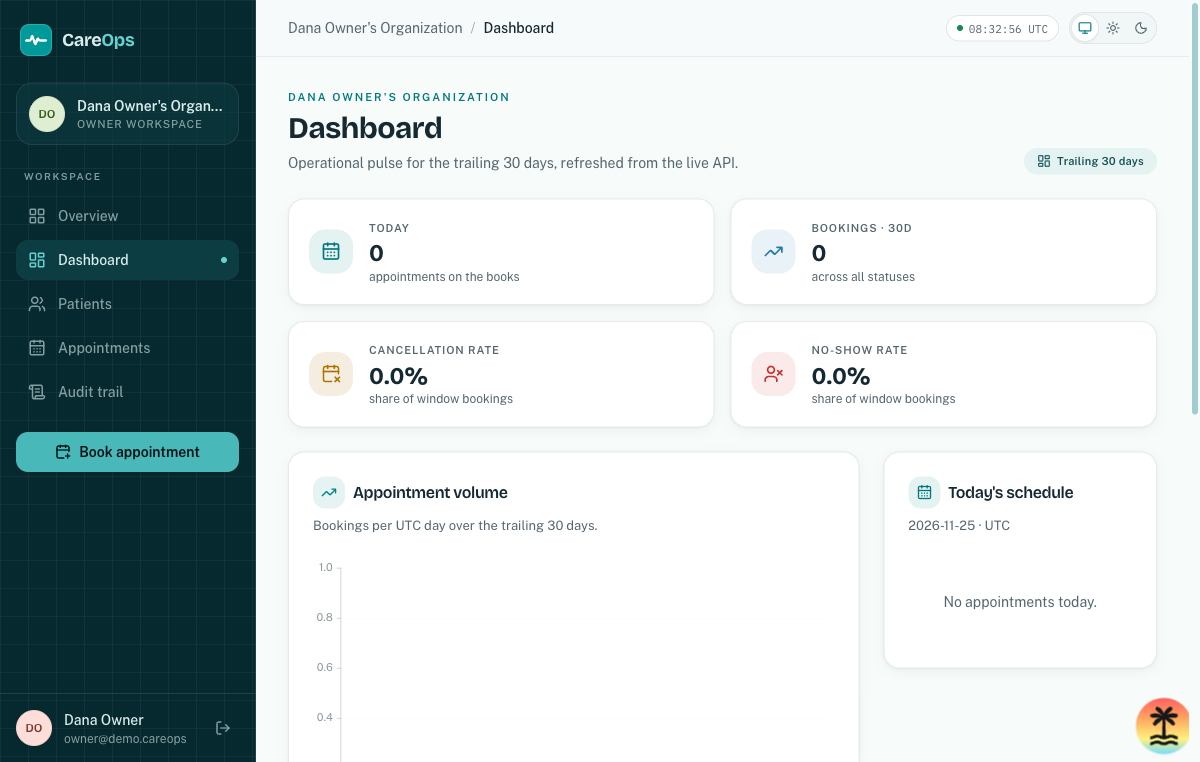 CareOps
DO
Dana Owner's Organ...
OWNER WORKSPACE
WORKSPACE
Overview
Dashboard
Patients
Appointments
Audit trail
Book appointment
DO
Dana Owner
owner@demo.careops
Dana Owner's Organization / Dashboard
08:32:56 UTC
DANA OWNER'S ORGANIZATION
Dashboard
Operational pulse for the trailing 30 days, refreshed from the live API.
Trailing 30 days
TODAY
0
appointments on the books
BOOKINGS · 30D
0
across all statuses
CANCELLATION RATE
0.0%
share of window bookings
NO-SHOW RATE
0.0%
share of window bookings
Appointment volume
Bookings per UTC day over the trailing 30 days.
1.0
0.8
0.6
0.4
Today's schedule
2026-11-25 · UTC
No appointments today.